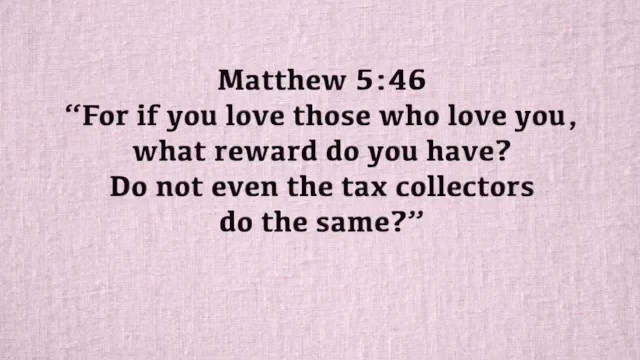 Matthew 5:46
“For if you love those who love you,
what reward do you have?
Do not even the tax collectors
do the same?”